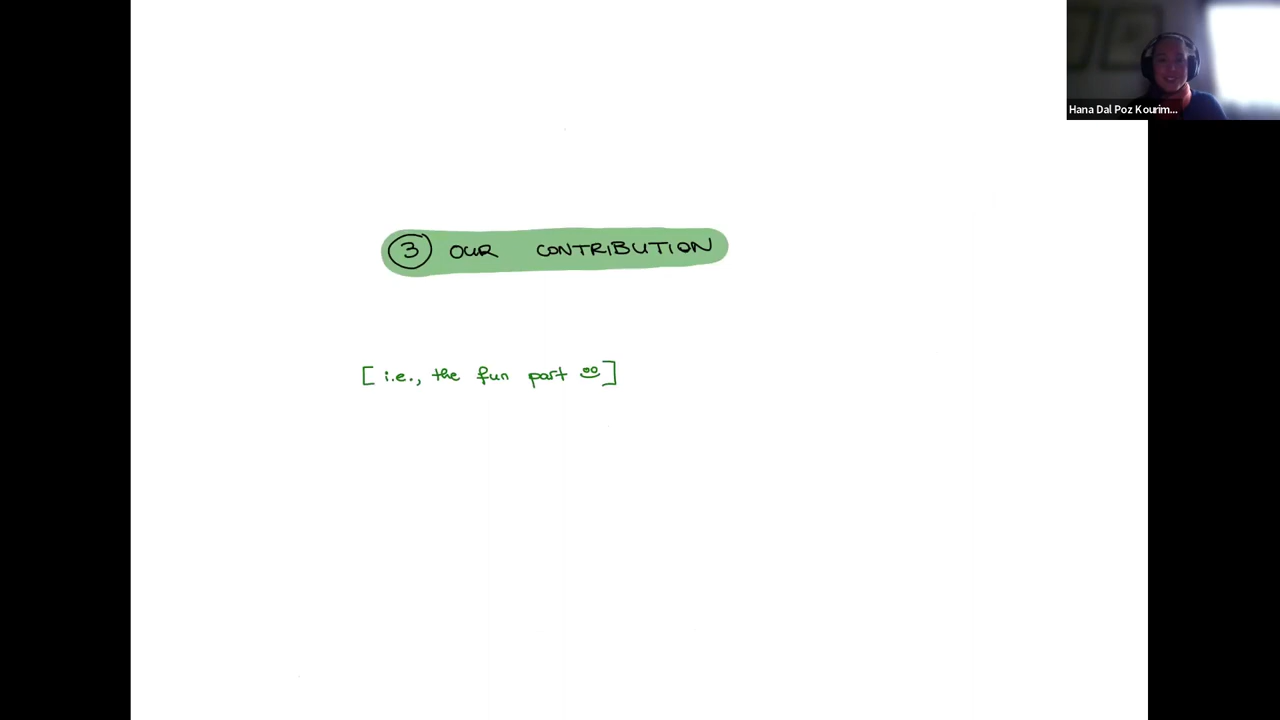 Hana Dal Poz Kourim...
3 OUR CONTRIBUTION
[i.e., the fun part ☺]